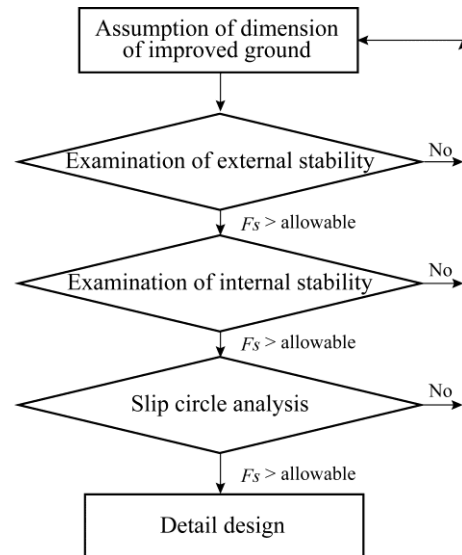 Assumption of dimension
of improved ground
Examination of external stability
No
Fs > allowable
Examination of internal stability
No
Fs > allowable
Slip circle analysis
No
Fs > allowable
Detail design